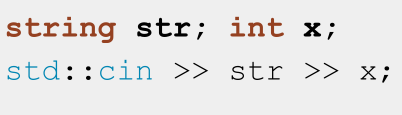 string str; int x;
std::cin >> str >> x;